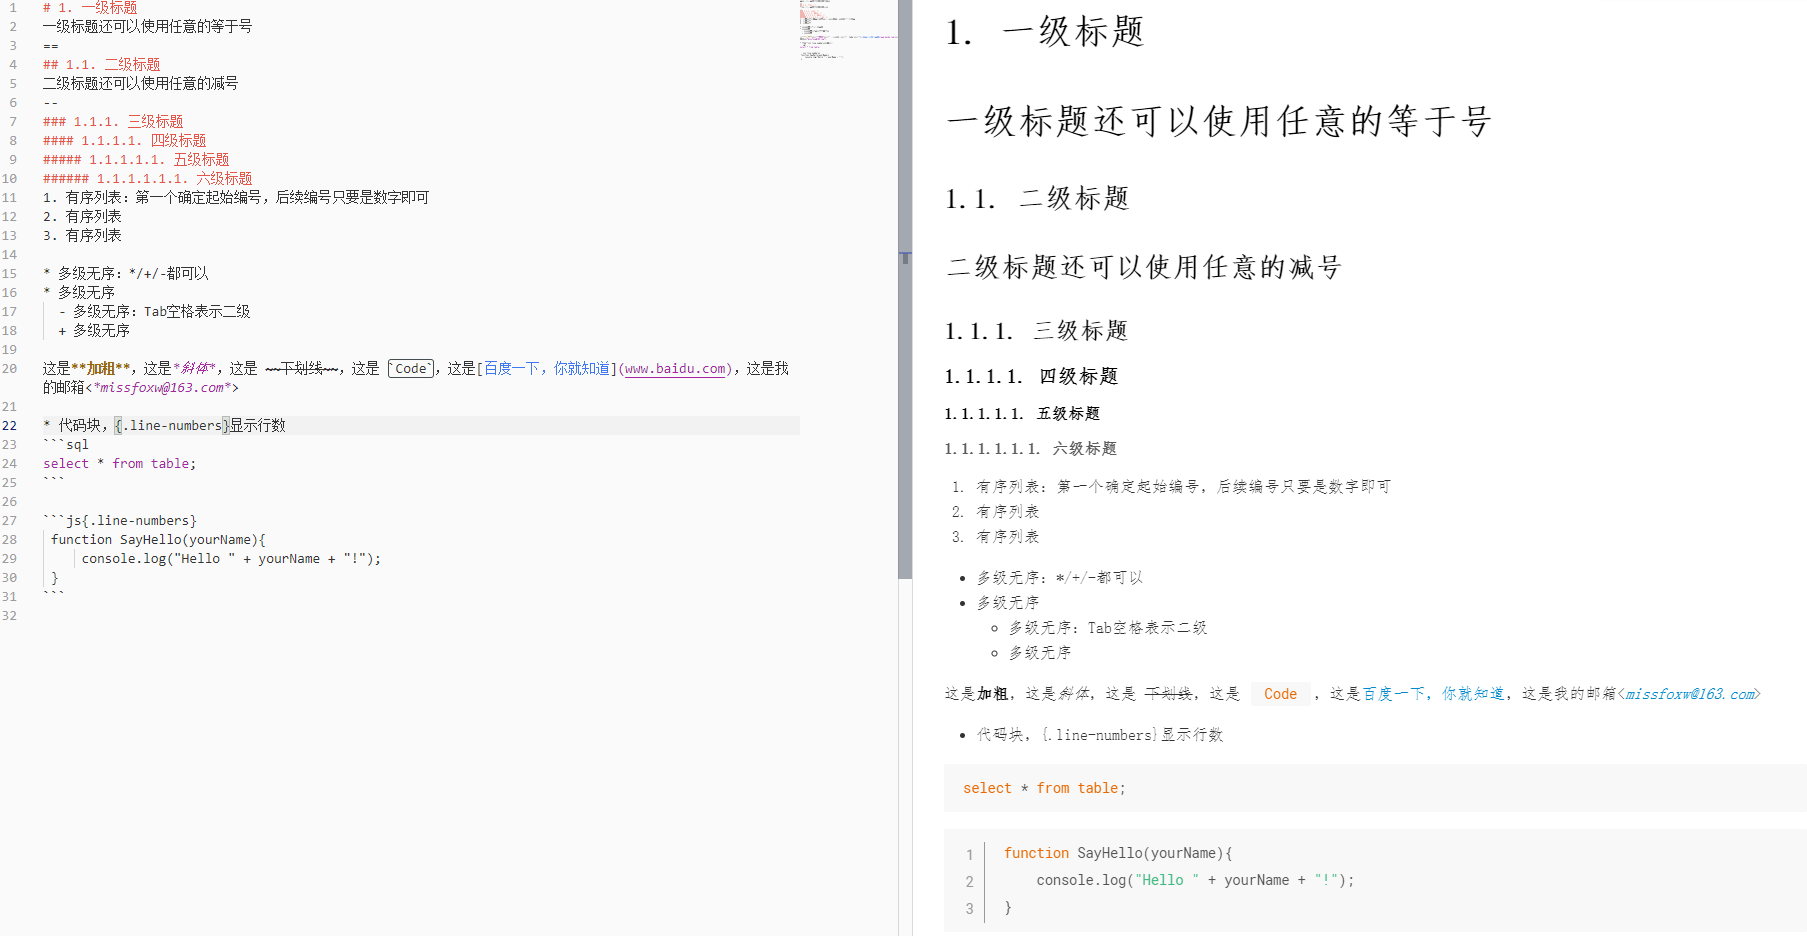 1 # 1. 一级标题
2 一级标题还可以使用任意的等于号
3 ==
4 ## 1.1. 二级标题
5 二级标题还可以使用任意的减号
6 --
7 ### 1.1.1. 三级标题
8 #### 1.1.1.1. 四级标题
9 ##### 1.1.1.1.1. 五级标题
10 ###### 1.1.1.1.1.1. 六级标题
11 1. 有序列表：第一个确定起始编号，后续编号只要是数字即可
12 2. 有序列表
13 3. 有序列表
14
15 * 多级无序：*/+/-都可以
16 * 多级无序
17 - 多级无序：Tab空格表示二级
18 + 多级无序
19
20 这是**加粗**，这是*斜体*，这是 ~~下划线~~，这是 `Code`，这是[百度一下，你就知道](www.baidu.com)，这是我
的邮箱<*missfoxw@163.com*>
21
22 * 代码块，{.line-numbers}显示行数
23 ```sql
24 select * from table;
25 ```
26
27 ```js{.line-numbers}
28 function SayHello(yourName){
29 console.log("Hello " + yourName + "!");
30 }
31 ```
32
1. 一级标题
一级标题还可以使用任意的等于号
1.1. 二级标题
二级标题还可以使用任意的减号
1.1.1. 三级标题
1.1.1.1. 四级标题
1.1.1.1.1. 五级标题
1.1.1.1.1.1. 六级标题
1. 有序列表：第一个确定起始编号，后续编号只要是数字即可
2. 有序列表
3. 有序列表
• 多级无序：*/+/-都可以
• 多级无序
◦ 多级无序：Tab空格表示二级
◦ 多级无序
这是加粗，这是斜体，这是 下划线，这是 Code ，这是百度一下，你就知道，这是我的邮箱<missfoxw@163.com>
• 代码块，{.line-numbers}显示行数
select * from table;
1 function SayHello(yourName){
2 console.log("Hello " + yourName + "!");
3 }